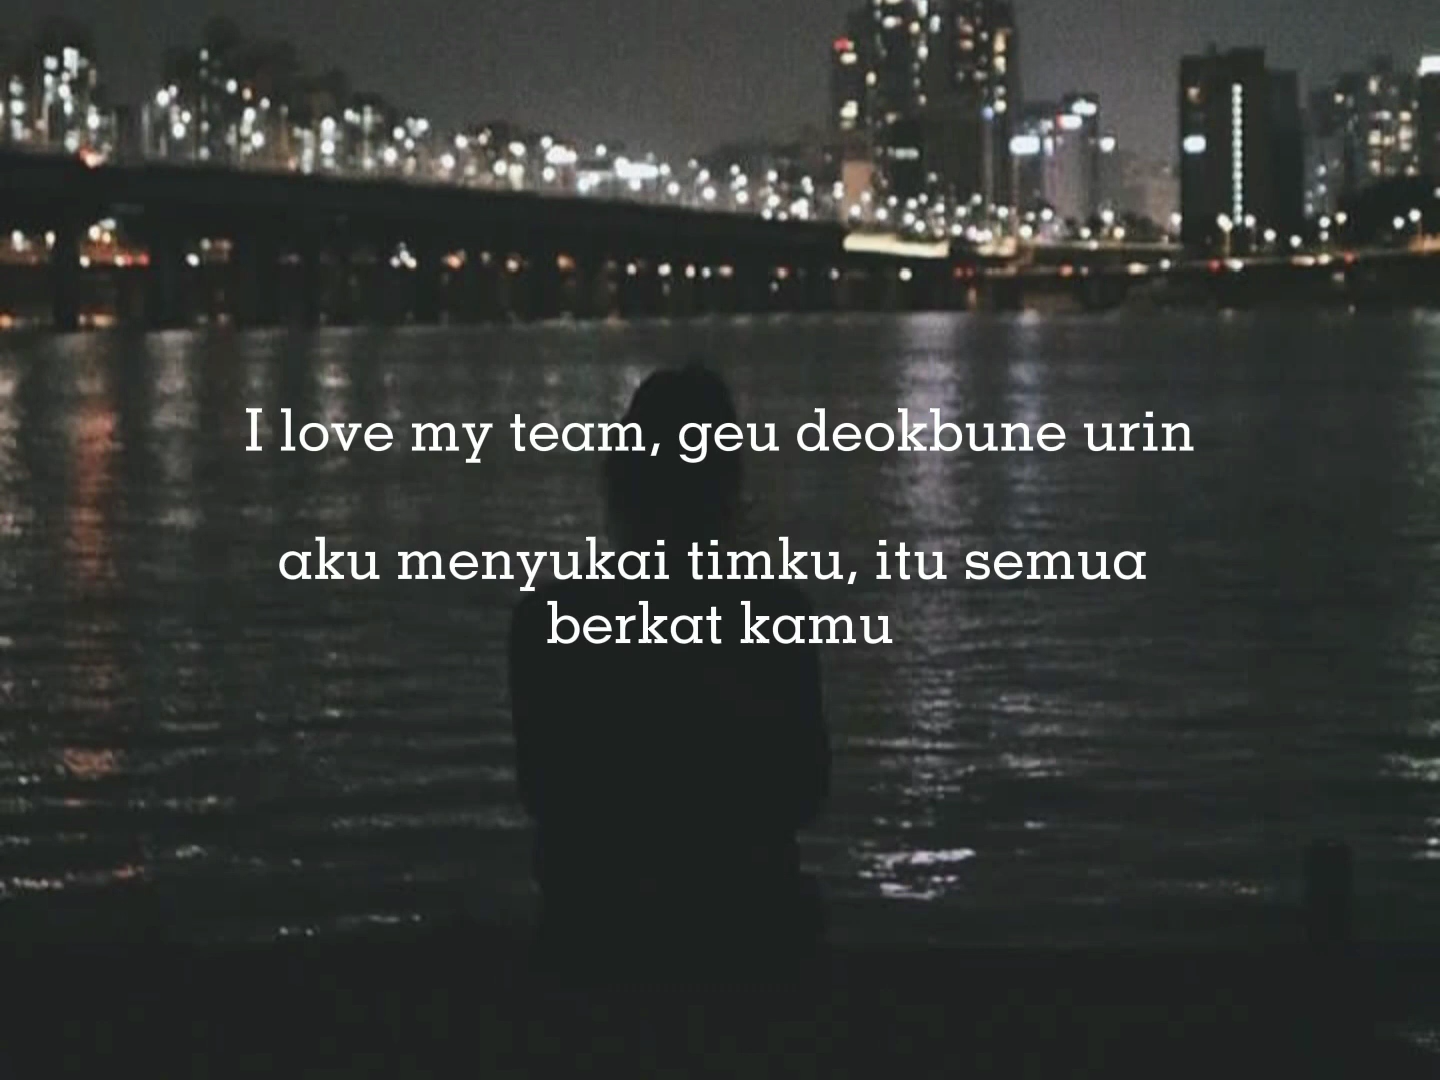 I love my team, geu deokbune urin
aku menyukai timku, itu semua
berkat kamu